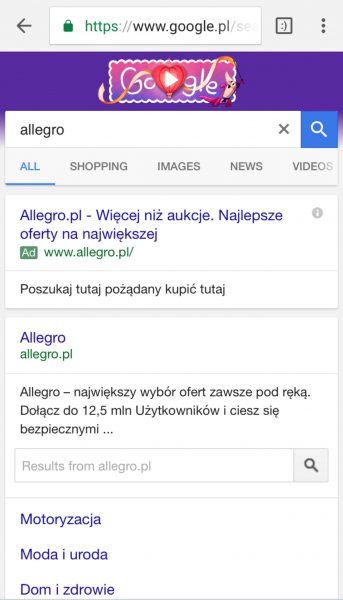 https://www.google.pl/se
:)
Google
allegro
ALL SHOPPING IMAGES NEWS VIDEOS
Allegro.pl - Więcej niż aukcje. Najlepsze
oferty na największej
Ad www.allegro.pl/
Poszukaj tutaj pożądany kupić tutaj
Allegro
allegro.pl
Allegro – największy wybór ofert zawsze pod ręką.
Dołącz do 12,5 mln Użytkowników i ciesz się
bezpiecznymi ...
Results from allegro.pl
Motoryzacja
Moda i uroda
Dom i zdrowie